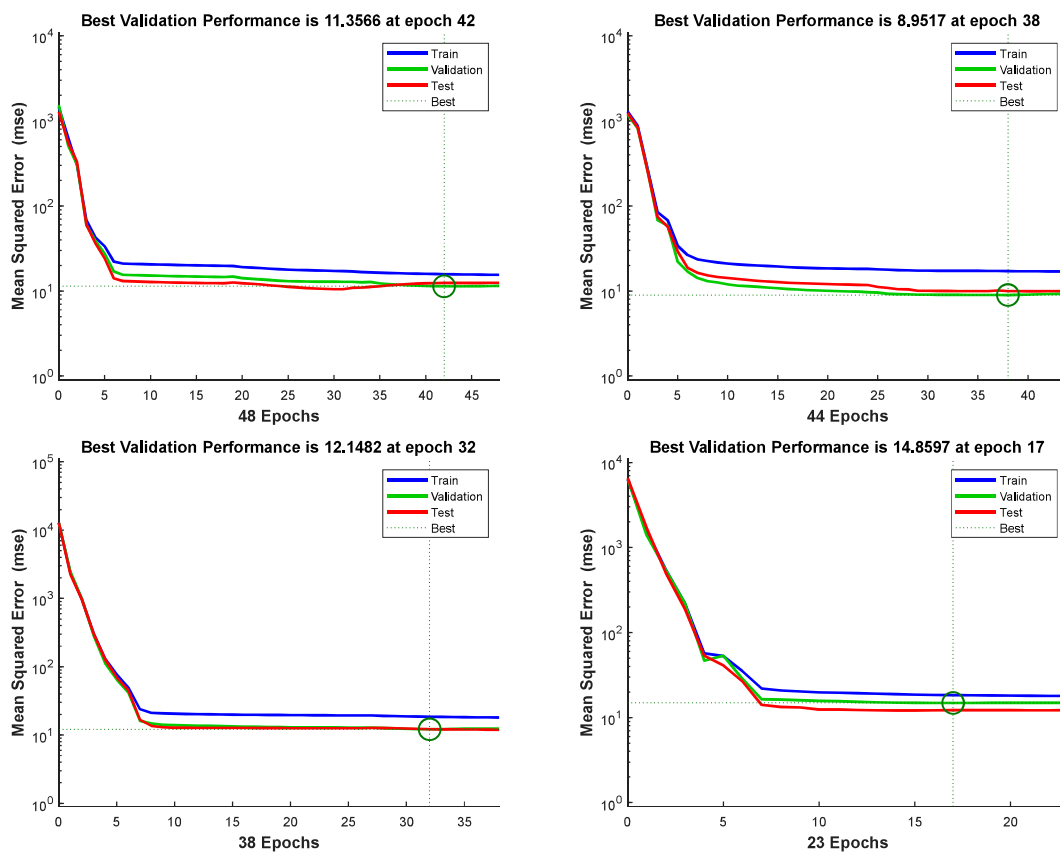 Best Validation Performance is 11.3566 at epoch 42
10^4
10^3
10^2
10^1
10^0
Mean Squared Error (mse)
Train
Validation
Test
Best
0 5 10 15 20 25 30 35 40 45
48 Epochs
Best Validation Performance is 8.9517 at epoch 38
10^4
10^3
10^2
10^1
10^0
Mean Squared Error (mse)
Train
Validation
Test
Best
0 5 10 15 20 25 30 35 40
44 Epochs
Best Validation Performance is 12.1482 at epoch 32
10^5
10^4
10^3
10^2
10^1
10^0
Mean Squared Error (mse)
Train
Validation
Test
Best
0 5 10 15 20 25 30 35
38 Epochs
Best Validation Performance is 14.8597 at epoch 17
10^4
10^3
10^2
10^1
10^0
Mean Squared Error (mse)
Train
Validation
Test
Best
0 5 10 15 20
23 Epochs